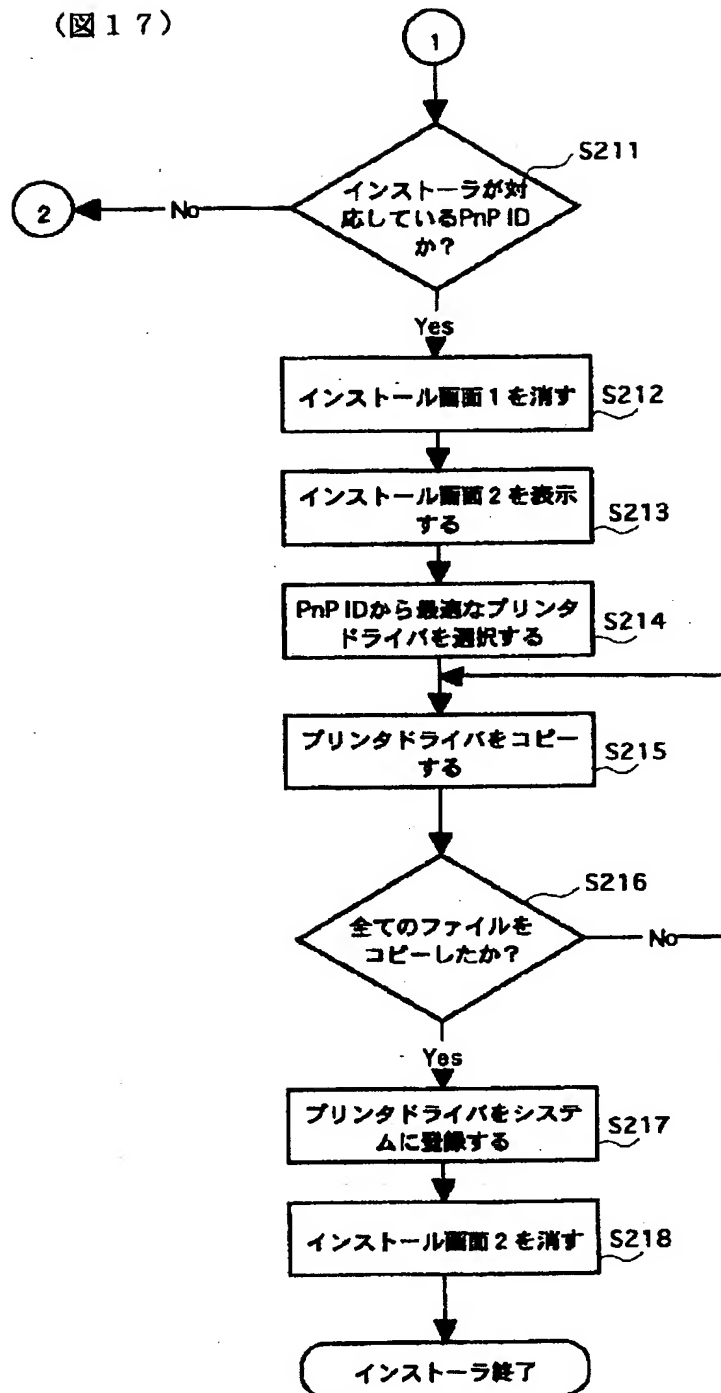 (図17)
1
S211
インストーラが対
応しているPnP ID
か?
No
2
Yes
インストール画面1を消す
S212
インストール画面2を表示
する
S213
PnP IDから最適なプリンタ
ドライバを選択する
S214
プリンタドライバをコピー
する
S215
S216
全てのファイルを
コピーしたか?
No
Yes
プリンタドライバをシステ
ムに登録する
S217
インストール画面2を消す
S218
インストーラ終了